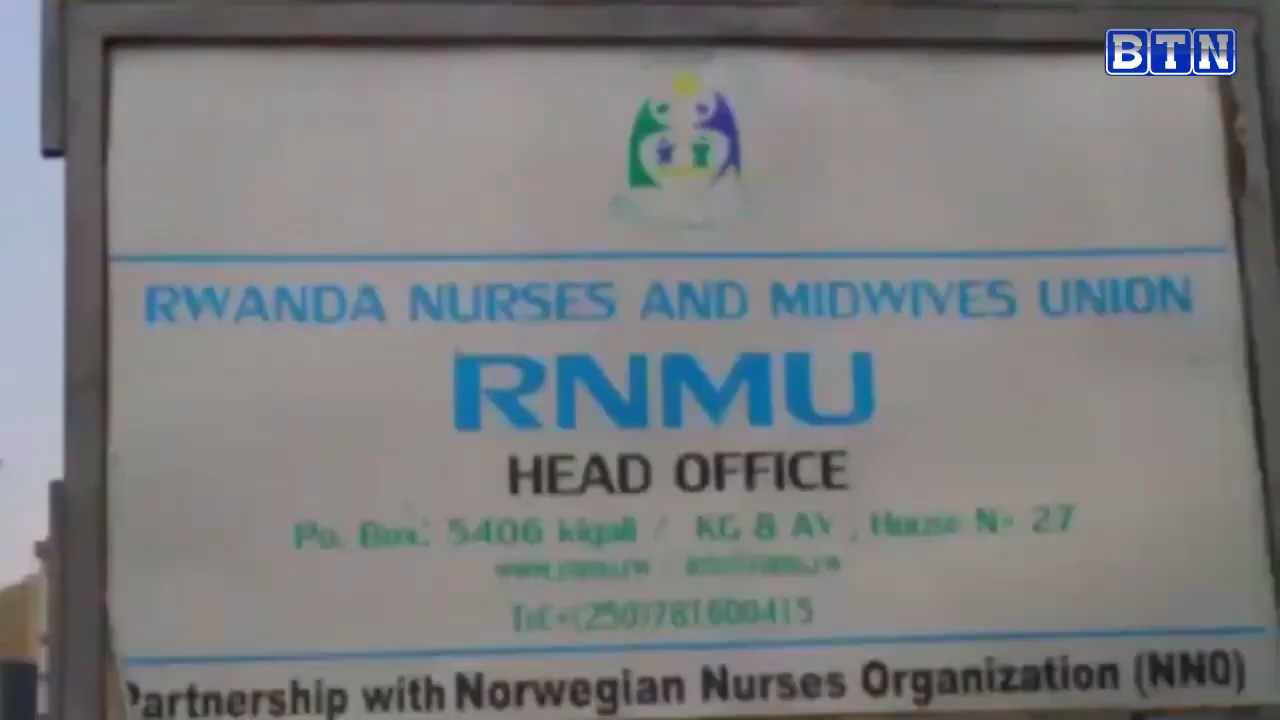 BTN
RWANDA NURSES AND MIDWIVES UNION
RNMU
HEAD OFFICE
Po. Box: 5406 kigali / KG 8 AV , House No 27
Tel:+(250)781600415
Partnership with Norwegian Nurses Organization (NNO)